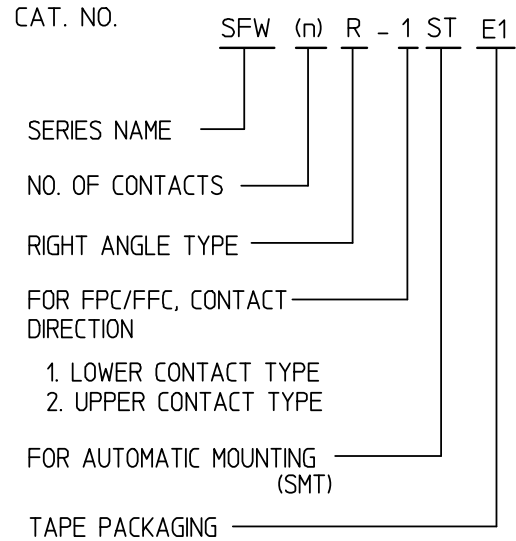 CAT. NO.
SFW (n) R - 1 ST E1
SERIES NAME
NO. OF CONTACTS
RIGHT ANGLE TYPE
FOR FPC/FFC, CONTACT
DIRECTION
1. LOWER CONTACT TYPE
2. UPPER CONTACT TYPE
FOR AUTOMATIC MOUNTING
(SMT)
TAPE PACKAGING